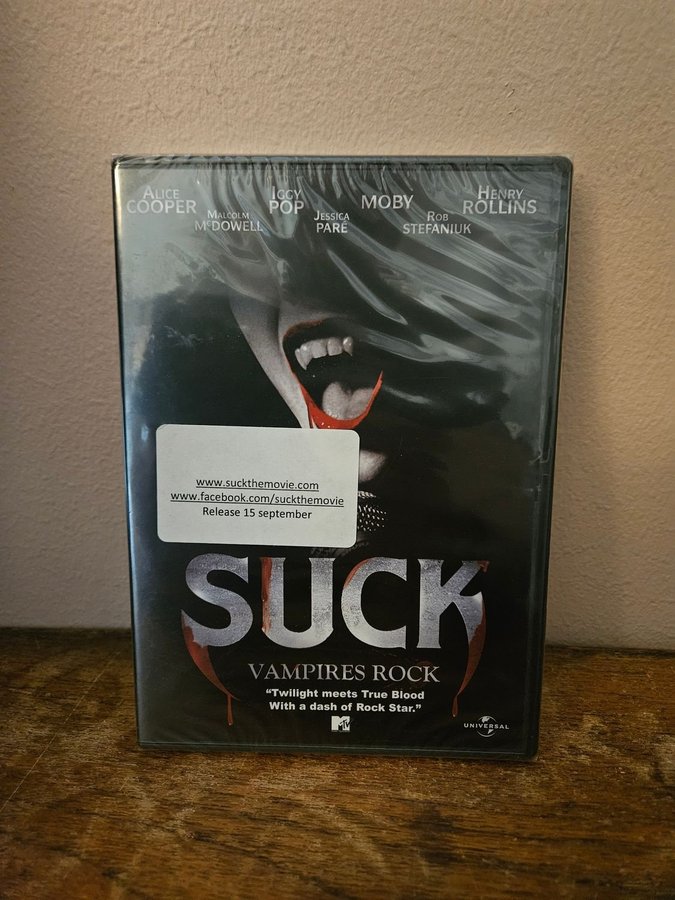 ALICE COOPER
MALCOLM McDOWELL
IGGY POP
JESSICA PARÉ
MOBY
ROB STEFANIUK
HENRY ROLLINS
www.suckthemovie.com
www.facebook.com/suckthemovie
Release 15 september
SUCK
VAMPIRES ROCK
“Twilight meets True Blood
With a dash of Rock Star.”
MTV
UNIVERSAL